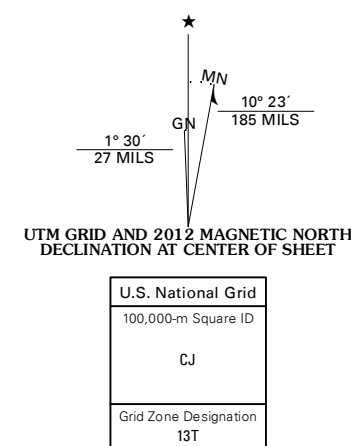 ★
MN
GN
10° 23´
185 MILS
1° 30´
27 MILS
UTM GRID AND 2012 MAGNETIC NORTH
DECLINATION AT CENTER OF SHEET
U.S. National Grid
100,000-m Square ID
CJ
Grid Zone Designation
13T